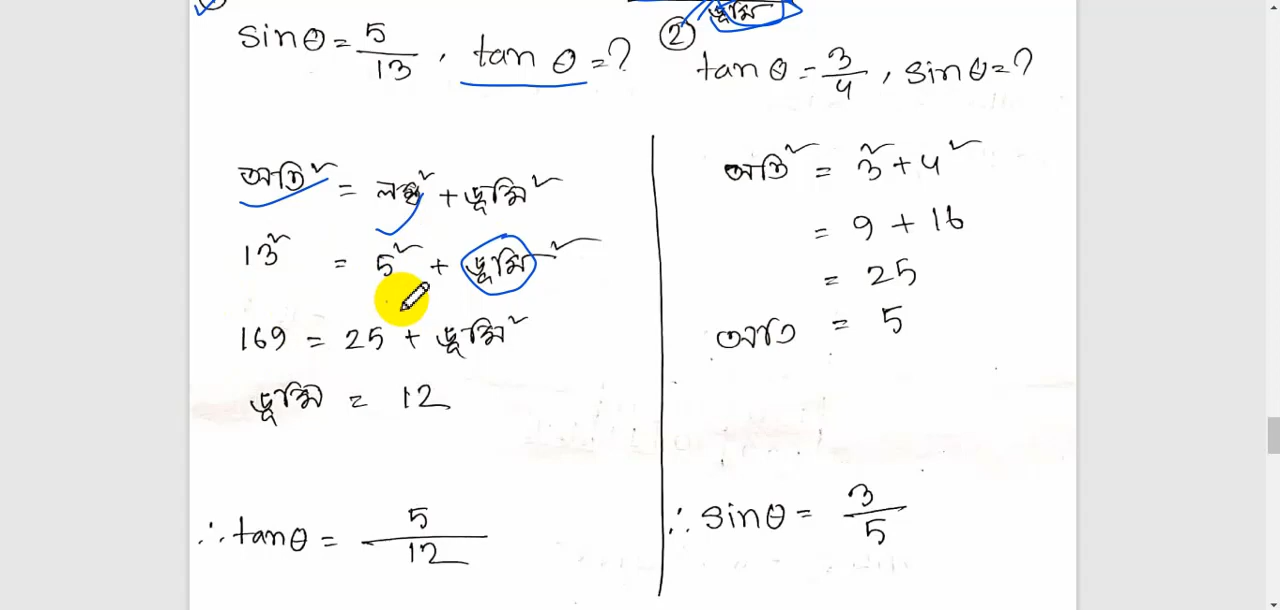 sinθ = 5/13 , tan θ = ?
অতি² = লম্ব² + ভূমি²
13² = 5² + ভূমি²
169 = 25 + ভূমি²
ভূমি = 12
∴ tanθ = 5/12
ভূমি
②
tanθ = 3/4 , sinθ = ?
অতি² = 3² + 4²
= 9 + 16
= 25
অতি = 5
∴ sinθ = 3/5